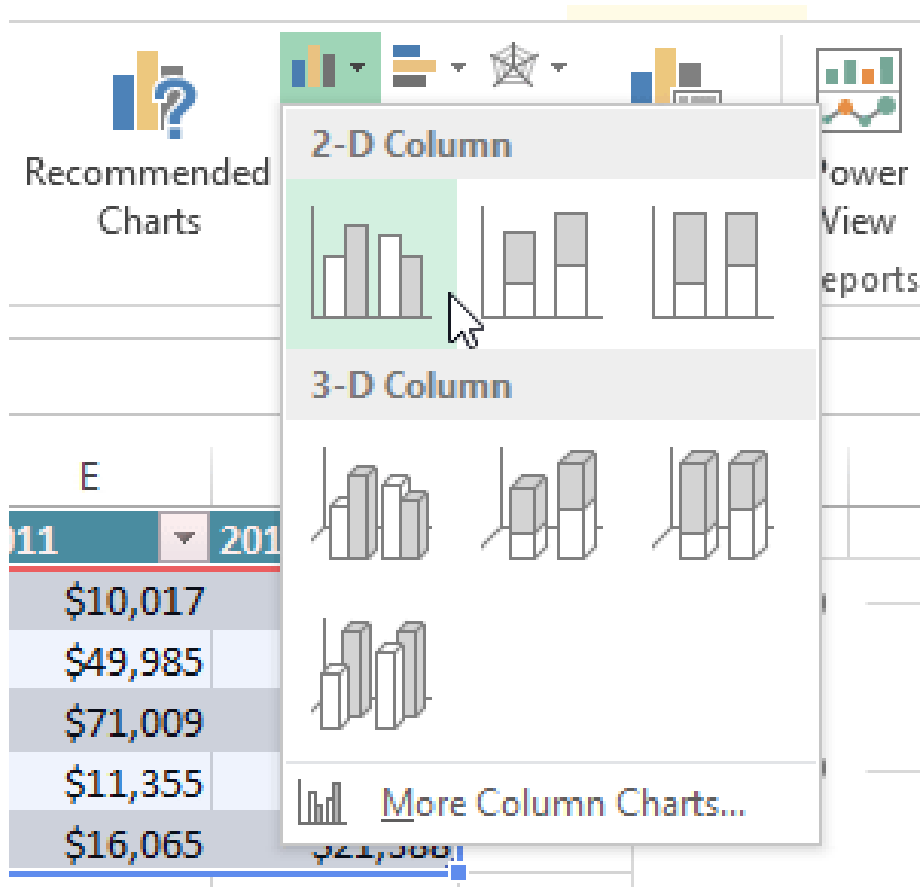 Recommended
Charts
2-D Column
ower
View
eports
3-D Column
E
011
201
$10,017
$49,985
$71,009
$11,355
More Column Charts...
$16,065